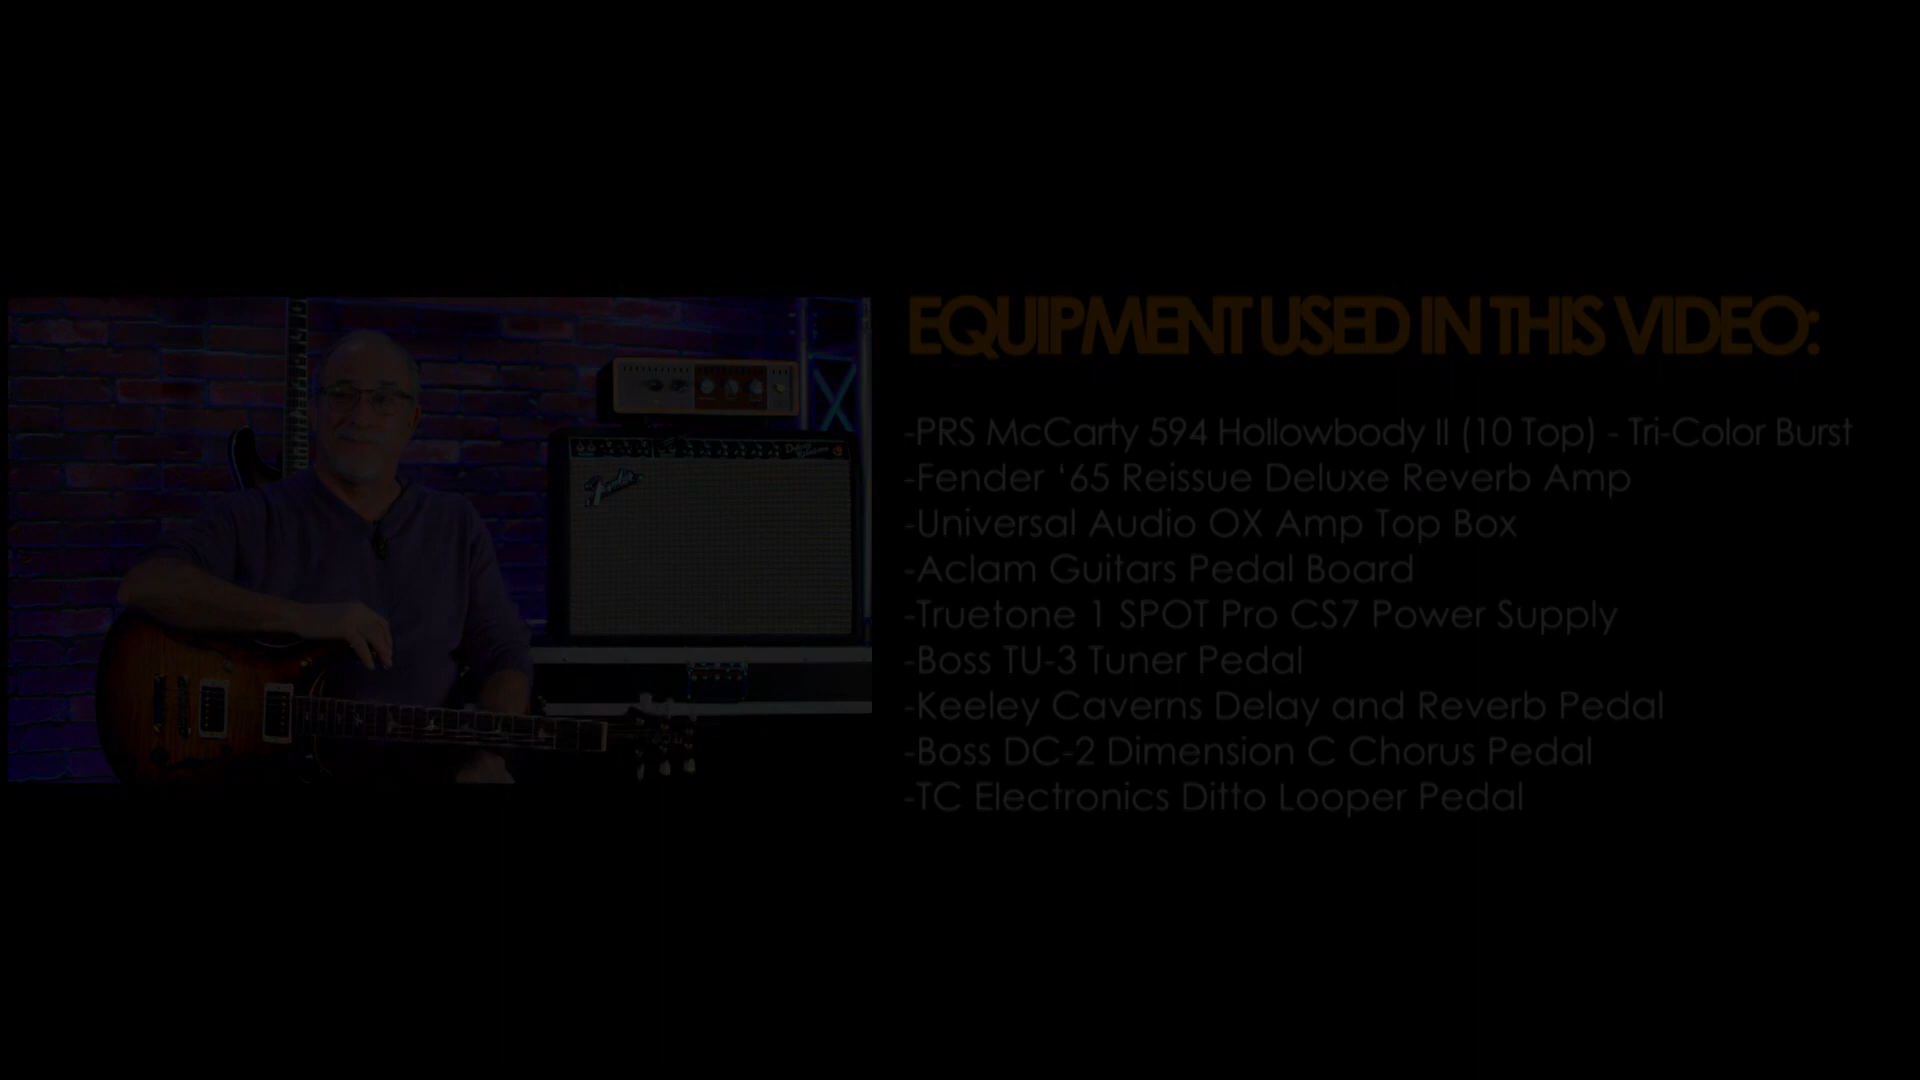 EQUIPMENT USED IN THIS VIDEO:
-PRS McCarty 594 Hollowbody II (10 Top) - Tri-Color Burst
-Fender ‘65 Reissue Deluxe Reverb Amp
-Universal Audio OX Amp Top Box
-Aclam Guitars Pedal Board
-Truetone 1 SPOT Pro CS7 Power Supply
-Boss TU-3 Tuner Pedal
-Keeley Caverns Delay and Reverb Pedal
-Boss DC-2 Dimension C Chorus Pedal
-TC Electronics Ditto Looper Pedal
Fender